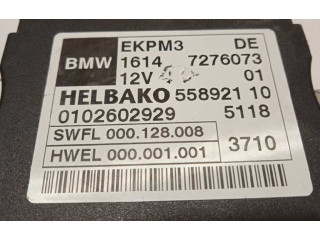 EKPM3 DE
BMW 1614 7276073
12V 01
HELBAKO 558921 10
0102602929 5118
SWFL 000.128.008
HWEL 000.001.001 3710